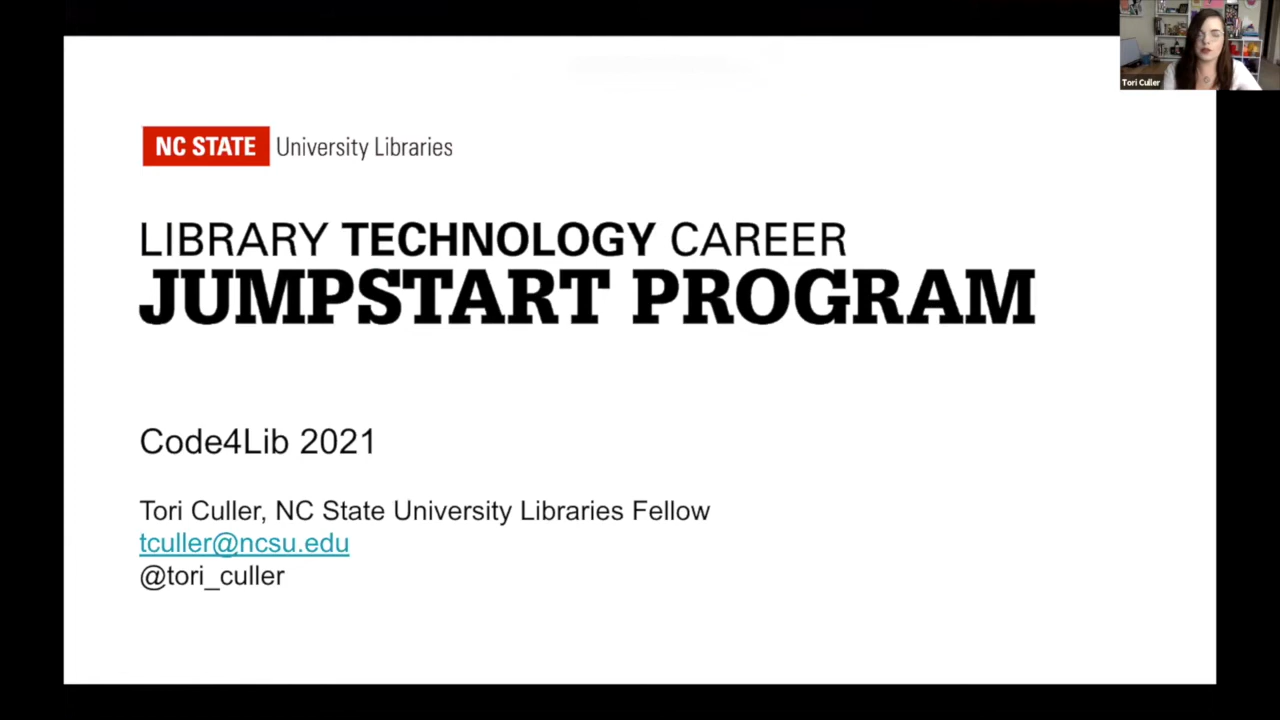 Tori Culler
NC STATE University Libraries
LIBRARY TECHNOLOGY CAREER
JUMPSTART PROGRAM
Code4Lib 2021
Tori Culler, NC State University Libraries Fellow
tculler@ncsu.edu
@tori_culler